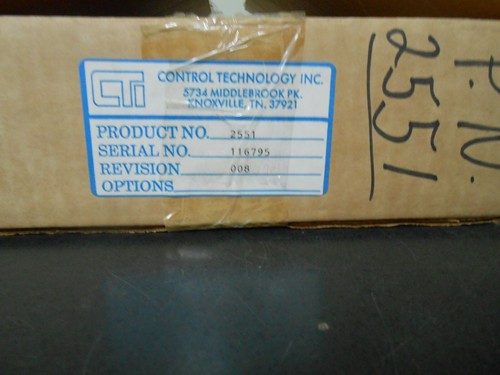 CTI
CONTROL TECHNOLOGY INC.
5734 MIDDLEBROOK PK.
KNOXVILLE, TN. 37921
PRODUCT NO. 2551
SERIAL NO. 116795
REVISION 008
OPTIONS
P.N.
2551